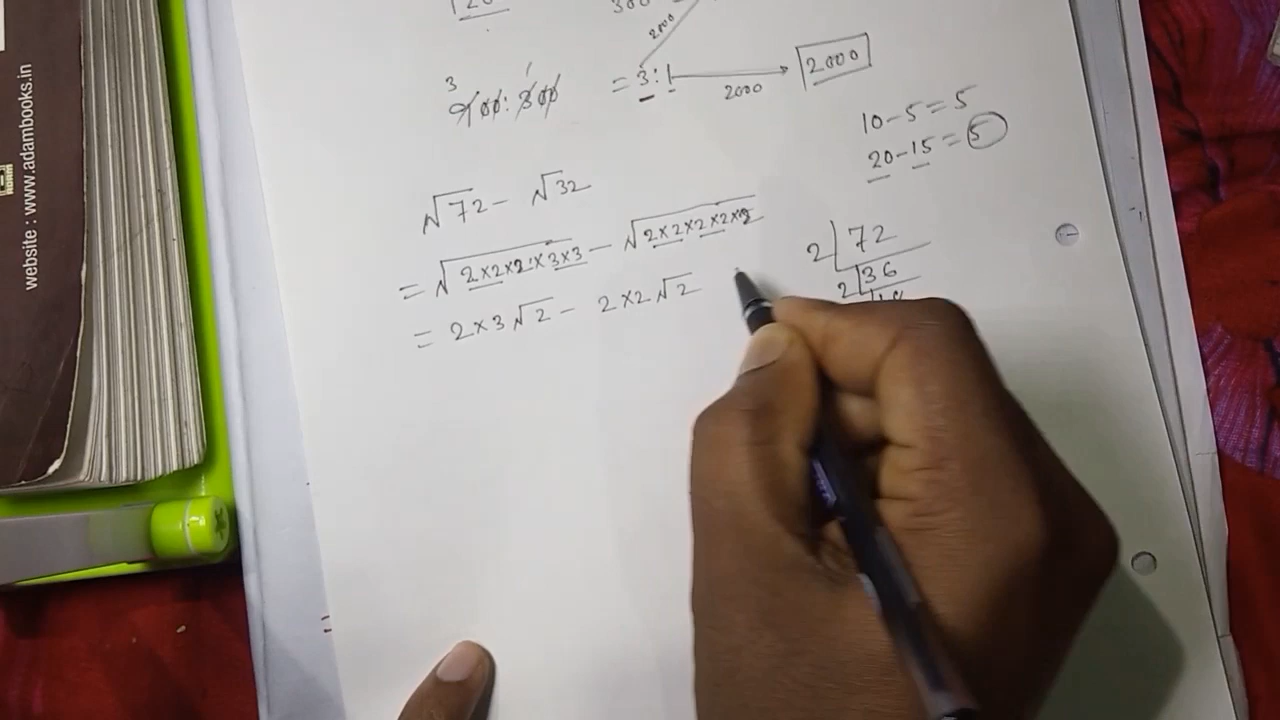 website : www.adambooks.in
3 1
900 : 300 = 3 : 1 2000 2000
2000
10 - 5 = 5
20 - 15 = 5
√72 - √32
= √2×2×2×3×3 - √2×2×2×2×2
= 2×3√2 - 2×2√2
2 72
2 36